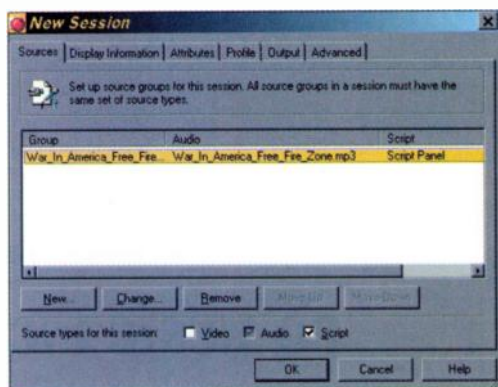 New Session
Sources Display Information Attributes Profile Output Advanced
Set up source groups for this session. All source groups in a session must have the
same set of source types.
Group Audio Script
War_In_America_Free_Fire... War_In_America_Free_Fire_Zone.mp3 Script Panel
New... Change... Remove Move Up Move Down
Source types for this session: Video Audio Script
OK Cancel Help